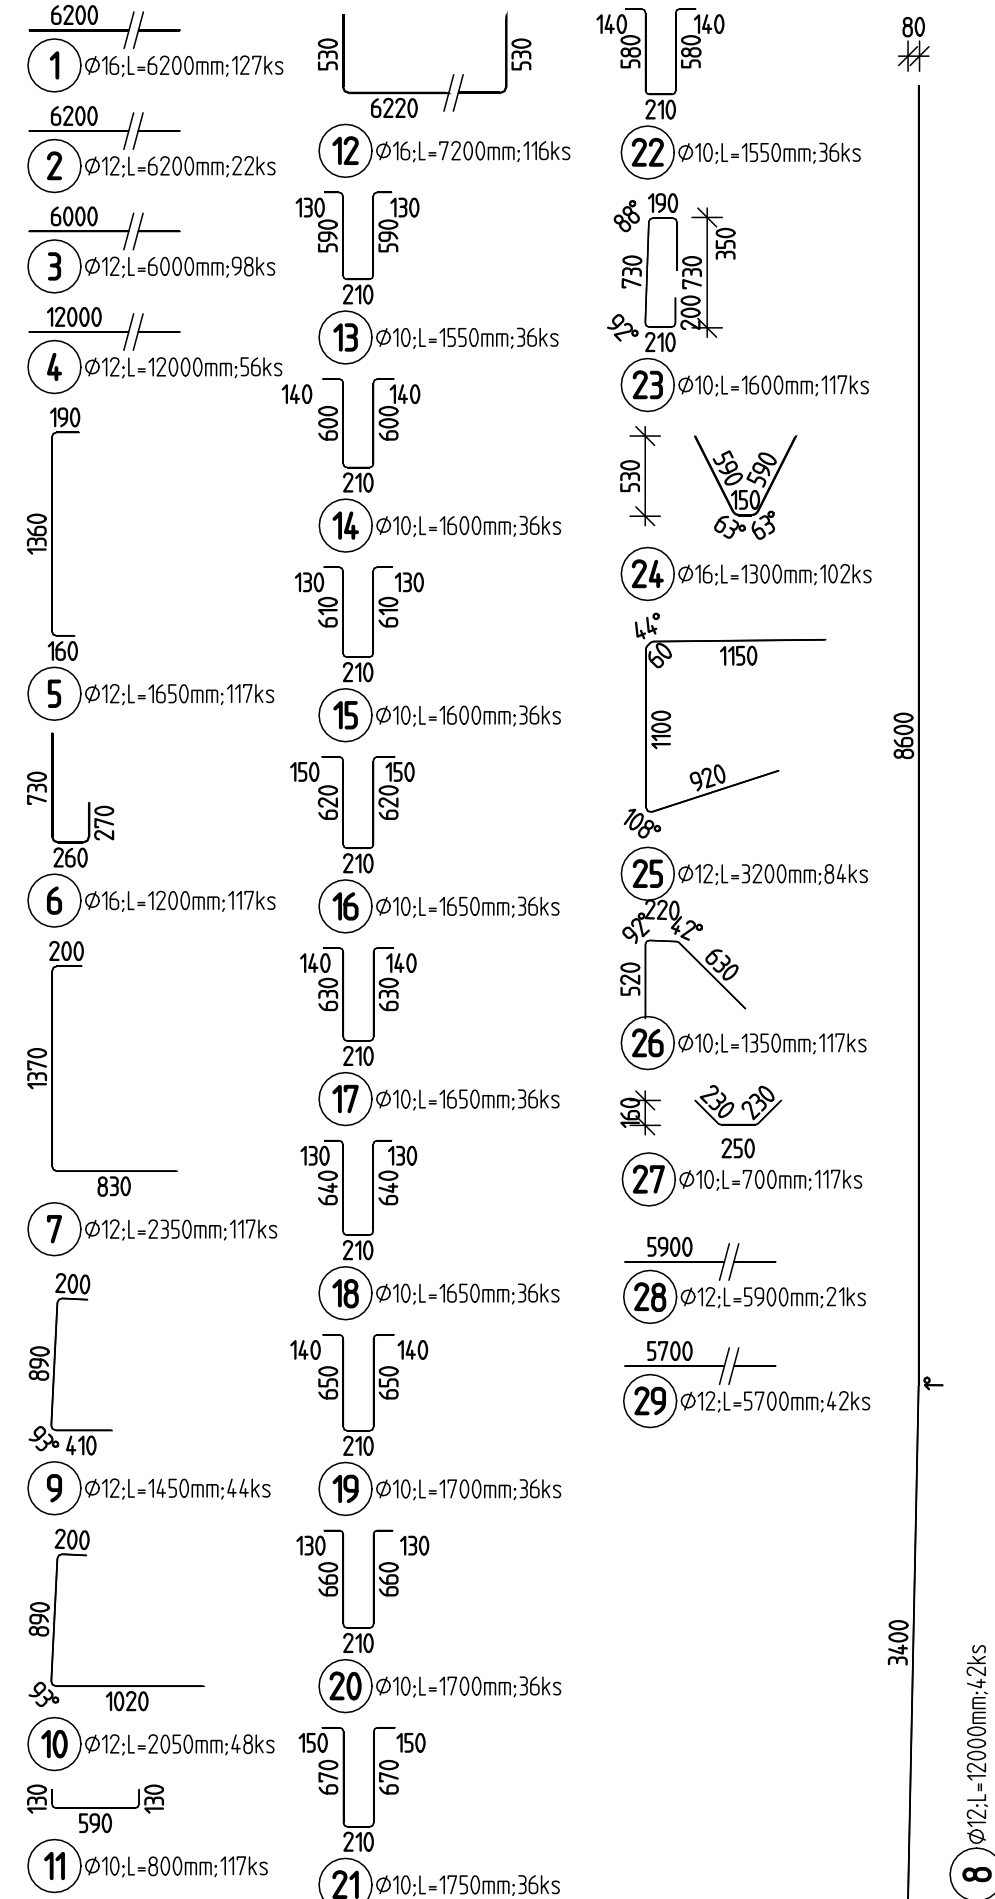 6200
1 Ø16;L=6200mm;127ks
6200
2 Ø12;L=6200mm;22ks
6000
3 Ø12;L=6000mm;98ks
12000
4 Ø12;L=12000mm;56ks
190
1360
160
5 Ø12;L=1650mm;117ks
730
270
260
6 Ø16;L=1200mm;117ks
200
1370
830
7 Ø12;L=2350mm;117ks
200
890
93° 410
9 Ø12;L=1450mm;44ks
200
890
93°
1020
10 Ø12;L=2050mm;48ks
130 130
590
11 Ø10;L=800mm;117ks
530 530
6220
12 Ø16;L=7200mm;116ks
130 130
590 590
210
13 Ø10;L=1550mm;36ks
140 140
600 600
210
14 Ø10;L=1600mm;36ks
130 130
610 610
210
15 Ø10;L=1600mm;36ks
150 150
620 620
210
16 Ø10;L=1650mm;36ks
140 140
630 630
210
17 Ø10;L=1650mm;36ks
130 130
640 640
210
18 Ø10;L=1650mm;36ks
140 140
650 650
210
19 Ø10;L=1700mm;36ks
130 130
660 660
210
20 Ø10;L=1700mm;36ks
150 150
670 670
210
21 Ø10;L=1750mm;36ks
140 140
580 580
210
22 Ø10;L=1550mm;36ks
88° 190
350
730 730
200
92° 210
23 Ø10;L=1600mm;117ks
530
590 590
150
63° 63°
24 Ø16;L=1300mm;102ks
44°
60 1150
1100
920
108°
25 Ø12;L=3200mm;84ks
92° 220 42°
520 630
26 Ø10;L=1350mm;117ks
160 230 230
250
27 Ø10;L=700mm;117ks
5900
28 Ø12;L=5900mm;21ks
5700
29 Ø12;L=5700mm;42ks
80
8600
1°
3400
8 Ø12;L=12000mm;42ks